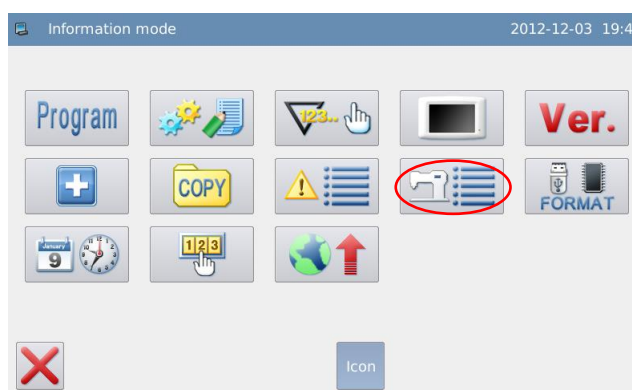 Information mode 2012-12-03 19:4
Program 123.. Ver.
COPY FORMAT
January 9 123
Icon